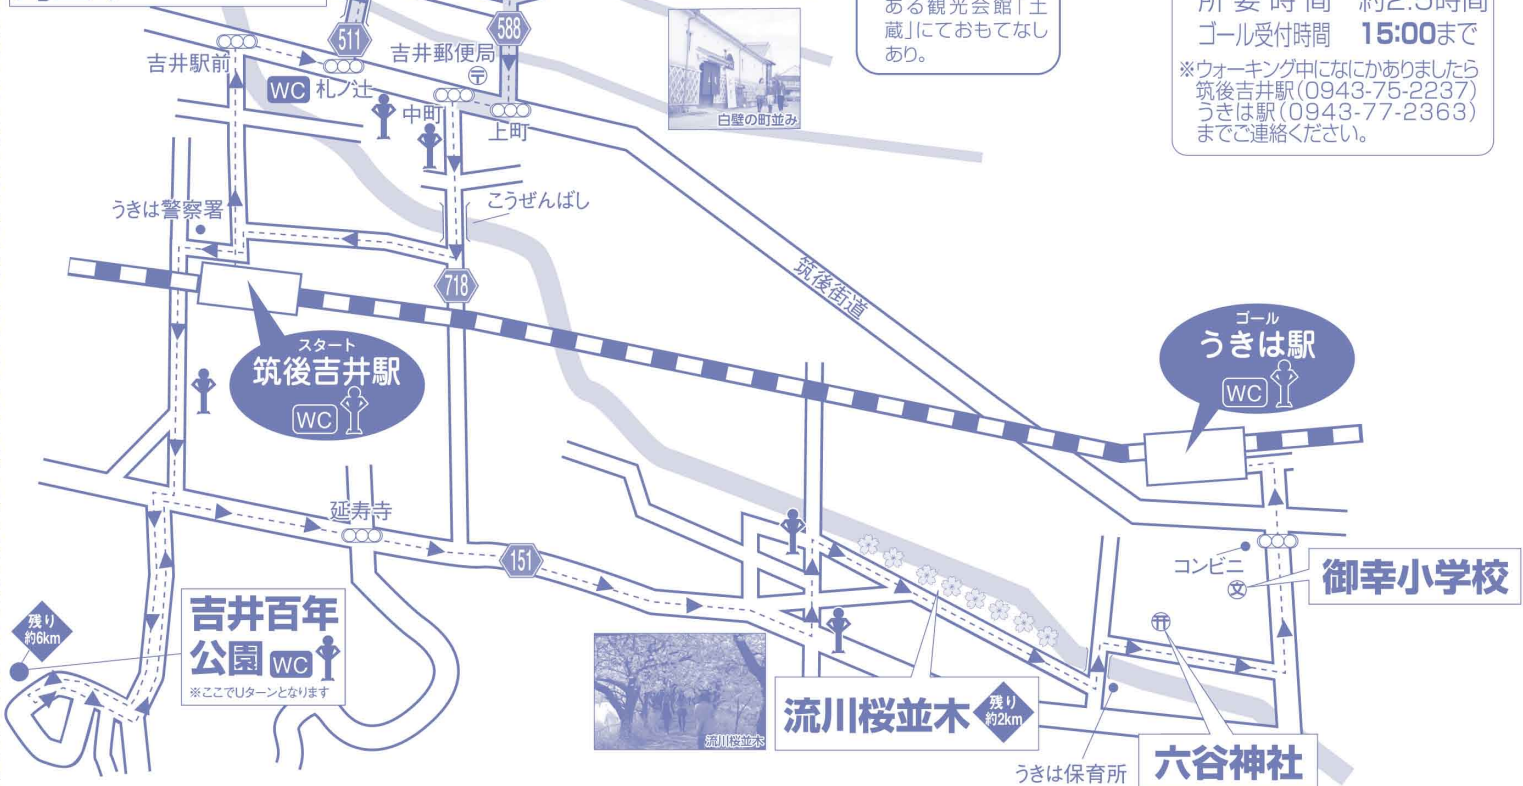 ある観光会館「土
蔵」にておもてなし
あり。
所要時間 約2.5時間
ゴール受付時間 15:00まで
※ウォーキング中になにかありましたら
筑後吉井駅(0943-75-2237)
うきは駅(0943-77-2363)
までご連絡ください。
511
588
吉井駅前
吉井郵便局
WC 札ノ辻
中町
上町
白壁の町並み
うきは警察署
こうぜんばし
718
筑後街道
スタート
筑後吉井駅
WC
ゴール
うきは駅
WC
延寿寺
151
コンビニ
文
御幸小学校
残り
約6km
吉井百年
公園 WC
※ここでUターンとなります
流川桜並木
流川桜並木
残り
約2km
うきは保育所
六谷神社